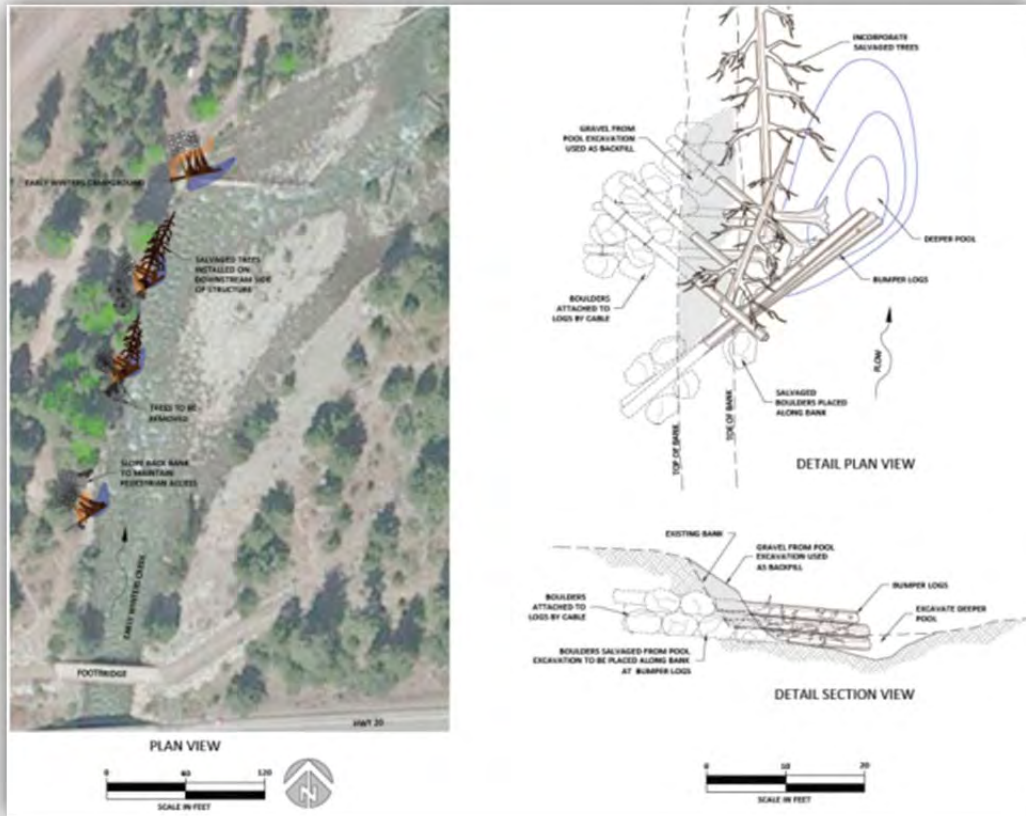 EARLY WINTERS CAMPGROUND
SALVAGED TREES
INSTALLED ON
DOWNSTREAM SIDE
OF STRUCTURE
TREES TO BE
REMOVED
SLOPE BACK BANK
TO MAINTAIN
PEDESTRIAN ACCESS
EARLY WINTERS CREEK
FOOTBRIDGE
HWY 20
PLAN VIEW
0 60 120
SCALE IN FEET
N
INCORPORATE
SALVAGED TREES
GRAVEL FROM
POOL EXCAVATION
USED AS BACKFILL
DEEPER POOL
BUMPER LOGS
BOULDERS
ATTACHED TO
LOGS BY CABLE
FLOW
SALVAGED
BOULDERS PLACED
ALONG BANK
TOP OF BANK
TOE OF BANK
DETAIL PLAN VIEW
EXISTING BANK
GRAVEL FROM POOL
EXCAVATION USED
AS BACKFILL
BUMPER LOGS
BOULDERS
ATTACHED TO
LOGS BY CABLE
EXCAVATE DEEPER
POOL
BOULDERS SALVAGED FROM POOL
EXCAVATION TO BE PLACED ALONG BANK
AT BUMPER LOGS
DETAIL SECTION VIEW
0 10 20
SCALE IN FEET